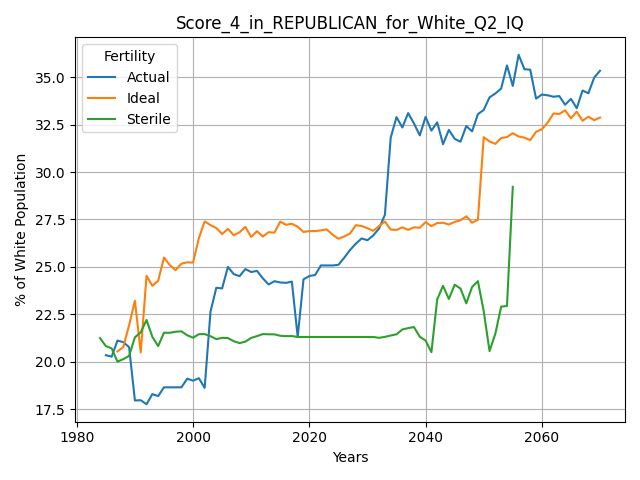 Score_4_in_REPUBLICAN_for_White_Q2_IQ
Fertility
Actual
Ideal
Sterile
% of White Population
35.0
32.5
30.0
27.5
25.0
22.5
20.0
17.5
1980
2000
2020
2040
2060
Years